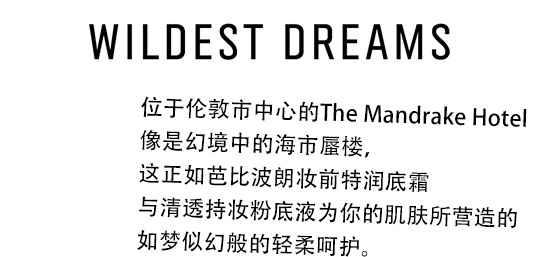 WILDEST DREAMS
位于伦敦市中心的The Mandrake Hotel
像是幻境中的海市蜃楼,
这正如芭比波朗妆前特润底霜
与清透持妆粉底液为你的肌肤所营造的
如梦似幻般的轻柔呵护。